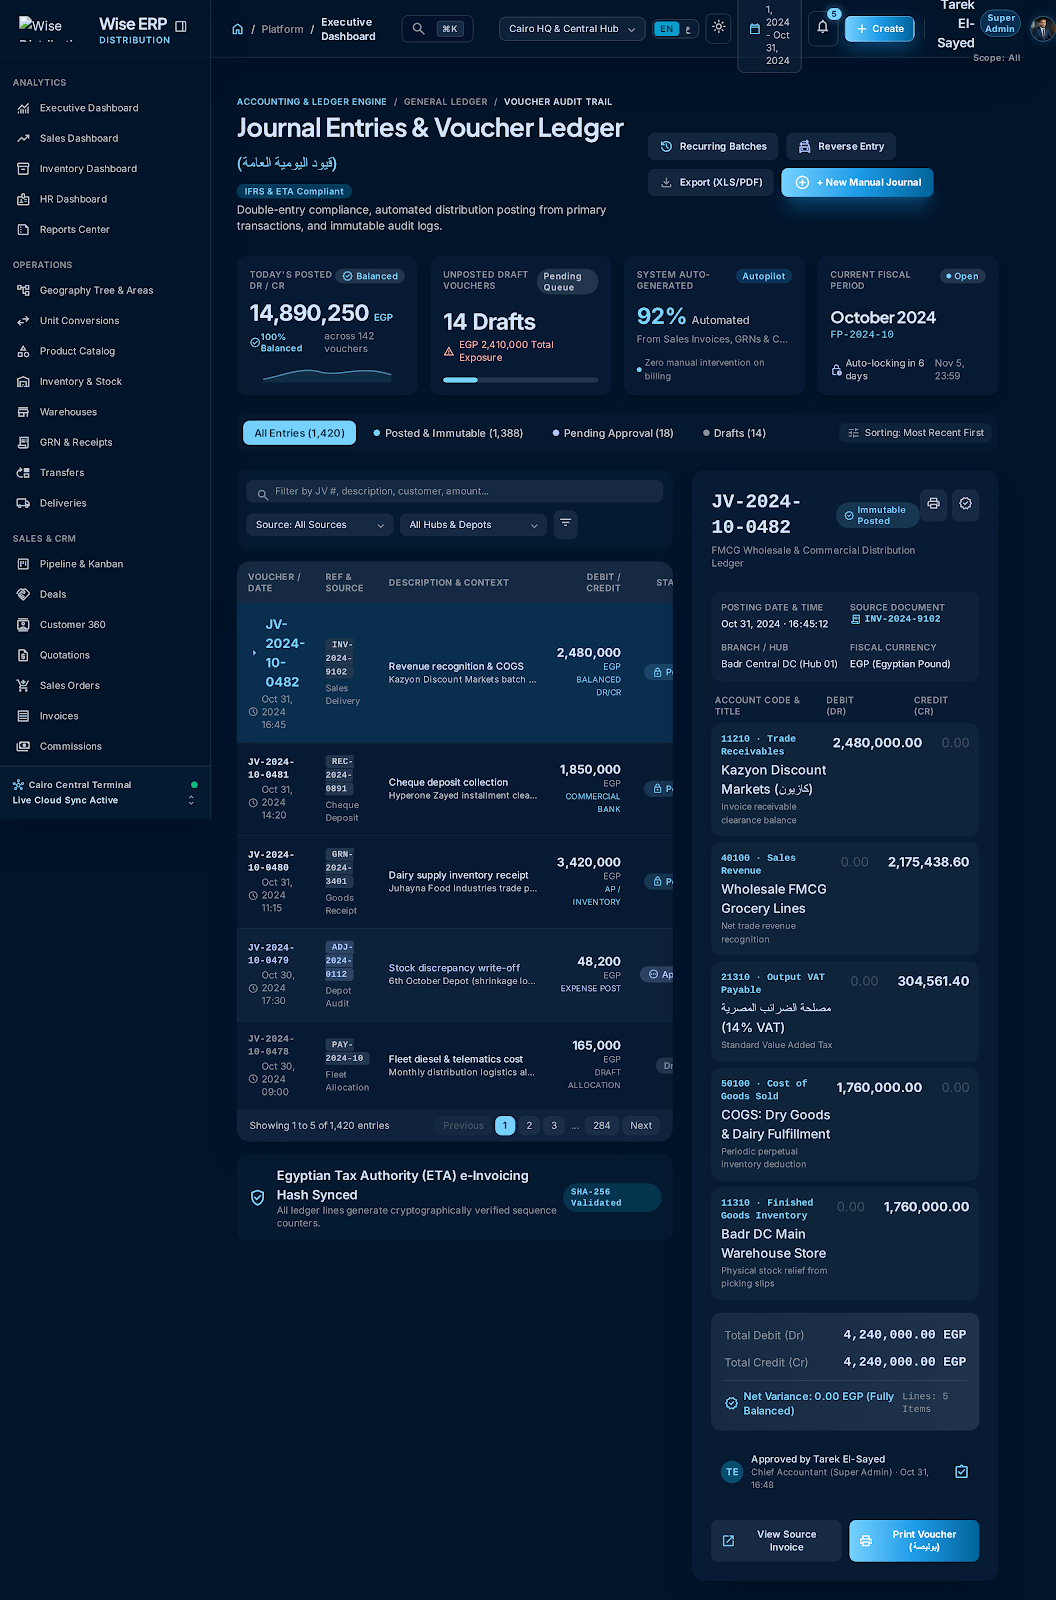 Wise
Wise ERP
DISTRIBUTION
ANALYTICS
Executive Dashboard
Sales Dashboard
Inventory Dashboard
HR Dashboard
Reports Center
OPERATIONS
Geography Tree & Areas
Unit Conversions
Product Catalog
Inventory & Stock
Warehouses
GRN & Receipts
Transfers
Deliveries
SALES & CRM
Pipeline & Kanban
Deals
Customer 360
Quotations
Sales Orders
Invoices
Commissions
Cairo Central Terminal
Live Cloud Sync Active
/ Platform / Executive Dashboard
⌘K
Cairo HQ & Central Hub
EN ع
1,
2024
- Oct
31,
2024
5
+ Create
Tarek
El-
Sayed
Super
Admin
Scope: All
ACCOUNTING & LEDGER ENGINE / GENERAL LEDGER / VOUCHER AUDIT TRAIL
Journal Entries & Voucher Ledger
(قيود اليومية العامة)
IFRS & ETA Compliant
Double-entry compliance, automated distribution posting from primary
transactions, and immutable audit logs.
Recurring Batches
Reverse Entry
Export (XLS/PDF)
+ New Manual Journal
TODAY'S POSTED
DR / CR
Balanced
14,890,250 EGP
100%
Balanced
across 142
vouchers
UNPOSTED DRAFT
VOUCHERS
Pending
Queue
14 Drafts
EGP 2,410,000 Total
Exposure
SYSTEM AUTO-
GENERATED
Autopilot
92% Automated
From Sales Invoices, GRNs & C...
Zero manual intervention on
billing
CURRENT FISCAL
PERIOD
Open
October 2024
FP-2024-10
Auto-locking in 6
days
Nov 5,
23:59
All Entries (1,420)
Posted & Immutable (1,388)
Pending Approval (18)
Drafts (14)
Sorting: Most Recent First
Filter by JV #, description, customer, amount...
Source: All Sources
All Hubs & Depots
VOUCHER /
DATE
REF &
SOURCE
DESCRIPTION & CONTEXT
DEBIT /
CREDIT
STA
JV-
2024-
10-
0482
Oct 31,
2024
16:45
INV-
2024-
9102
Sales
Delivery
Revenue recognition & COGS
Kazyon Discount Markets batch ...
2,480,000
EGP
BALANCED
DR/CR
Po
JV-2024-
10-0481
Oct 31,
2024
14:20
REC-
2024-
0891
Cheque
Deposit
Cheque deposit collection
Hyperone Zayed installment clea...
1,850,000
EGP
COMMERCIAL
BANK
Po
JV-2024-
10-0480
Oct 31,
2024
11:15
GRN-
2024-
3401
Goods
Receipt
Dairy supply inventory receipt
Juhayna Food Industries trade p...
3,420,000
EGP
AP /
INVENTORY
Po
JV-2024-
10-0479
Oct 30,
2024
17:30
ADJ-
2024-
0112
Depot
Audit
Stock discrepancy write-off
6th October Depot (shrinkage lo...
48,200
EGP
EXPENSE POST
Ap
JV-2024-
10-0478
Oct 30,
2024
09:00
PAY-
2024-10
Fleet
Allocation
Fleet diesel & telematics cost
Monthly distribution logistics al...
165,000
EGP
DRAFT
ALLOCATION
Dr
Showing 1 to 5 of 1,420 entries
Previous 1 2 3 ... 284 Next
Egyptian Tax Authority (ETA) e-Invoicing
Hash Synced
All ledger lines generate cryptographically verified sequence
counters.
SHA-256
Validated
JV-2024-
10-0482
Immutable
Posted
FMCG Wholesale & Commercial Distribution
Ledger
POSTING DATE & TIME
Oct 31, 2024 · 16:45:12
SOURCE DOCUMENT
INV-2024-9102
BRANCH / HUB
Badr Central DC (Hub 01)
FISCAL CURRENCY
EGP (Egyptian Pound)
ACCOUNT CODE &
TITLE
DEBIT
(DR)
CREDIT
(CR)
11210 · Trade
Receivables
2,480,000.00 0.00
Kazyon Discount
Markets (كازيون)
Invoice receivable
clearance balance
40100 · Sales
Revenue
0.00 2,175,438.60
Wholesale FMCG
Grocery Lines
Net trade revenue
recognition
21310 · Output VAT
Payable
0.00 304,561.40
مصلحة الضرائب المصرية
(14% VAT)
Standard Value Added Tax
50100 · Cost of
Goods Sold
1,760,000.00 0.00
COGS: Dry Goods
& Dairy Fulfillment
Periodic perpetual
inventory deduction
11310 · Finished
Goods Inventory
0.00 1,760,000.00
Badr DC Main
Warehouse Store
Physical stock relief from
picking slips
Total Debit (Dr) 4,240,000.00 EGP
Total Credit (Cr) 4,240,000.00 EGP
Net Variance: 0.00 EGP (Fully
Balanced)
Lines: 5
Items
TE
Approved by Tarek El-Sayed
Chief Accountant (Super Admin) · Oct 31,
16:48
View Source
Invoice
Print Voucher
(بوليصة)